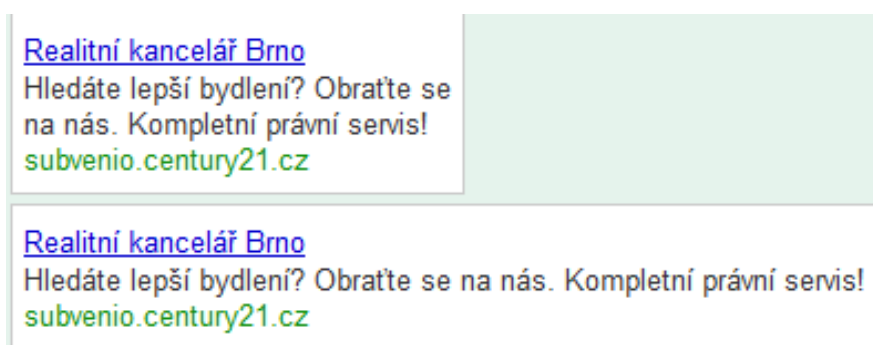 Realitní kancelář Brno
Hledáte lepší bydlení? Obraťte se
na nás. Kompletní právní servis!
subvenio.century21.cz
Realitní kancelář Brno
Hledáte lepší bydlení? Obraťte se na nás. Kompletní právní servis!
subvenio.century21.cz